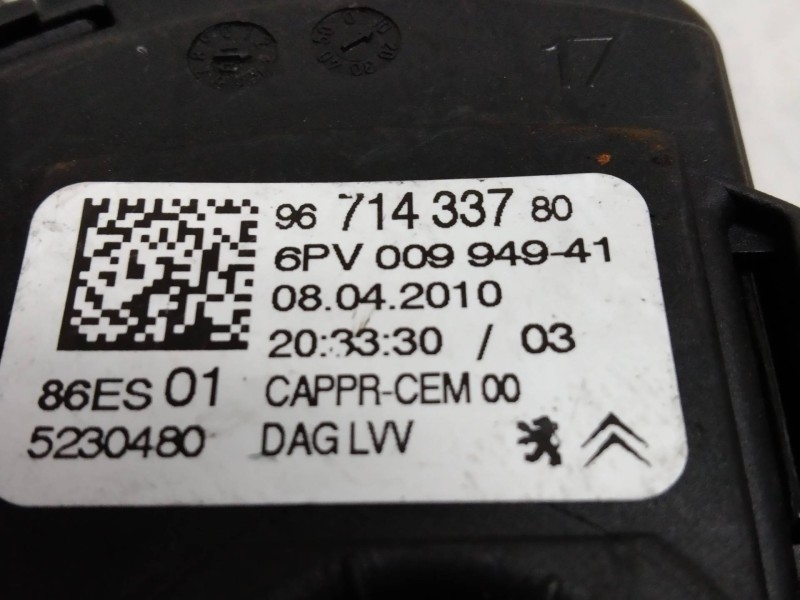 17
96 714 337 80
6PV 009 949-41
08.04.2010
20:33:30 / 03
86ES 01 CAPPR-CEM 00
5230480 DAG LVV